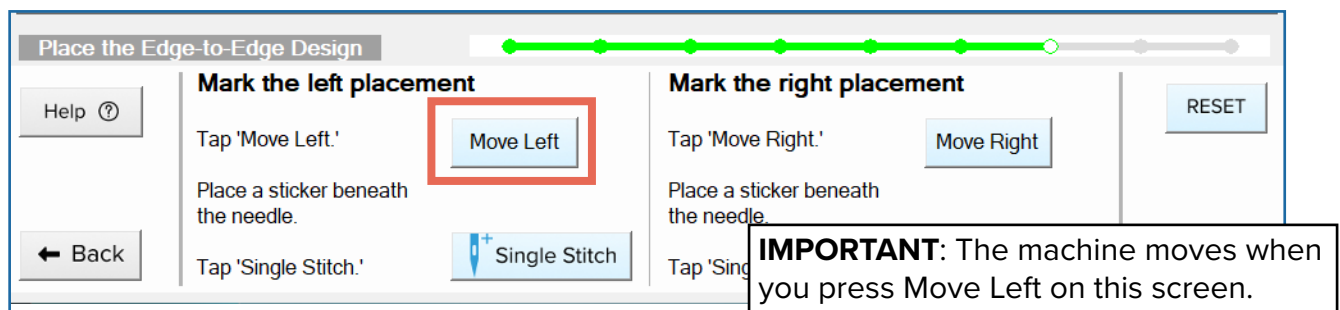 Place the Edge-to-Edge Design
Help ?
← Back
Mark the left placement
Tap 'Move Left.'
Move Left
Place a sticker beneath
the needle.
Tap 'Single Stitch.'
Single Stitch
Mark the right placement
Tap 'Move Right.'
Move Right
Place a sticker beneath
the needle.
Tap 'Sing
RESET
IMPORTANT: The machine moves when
you press Move Left on this screen.